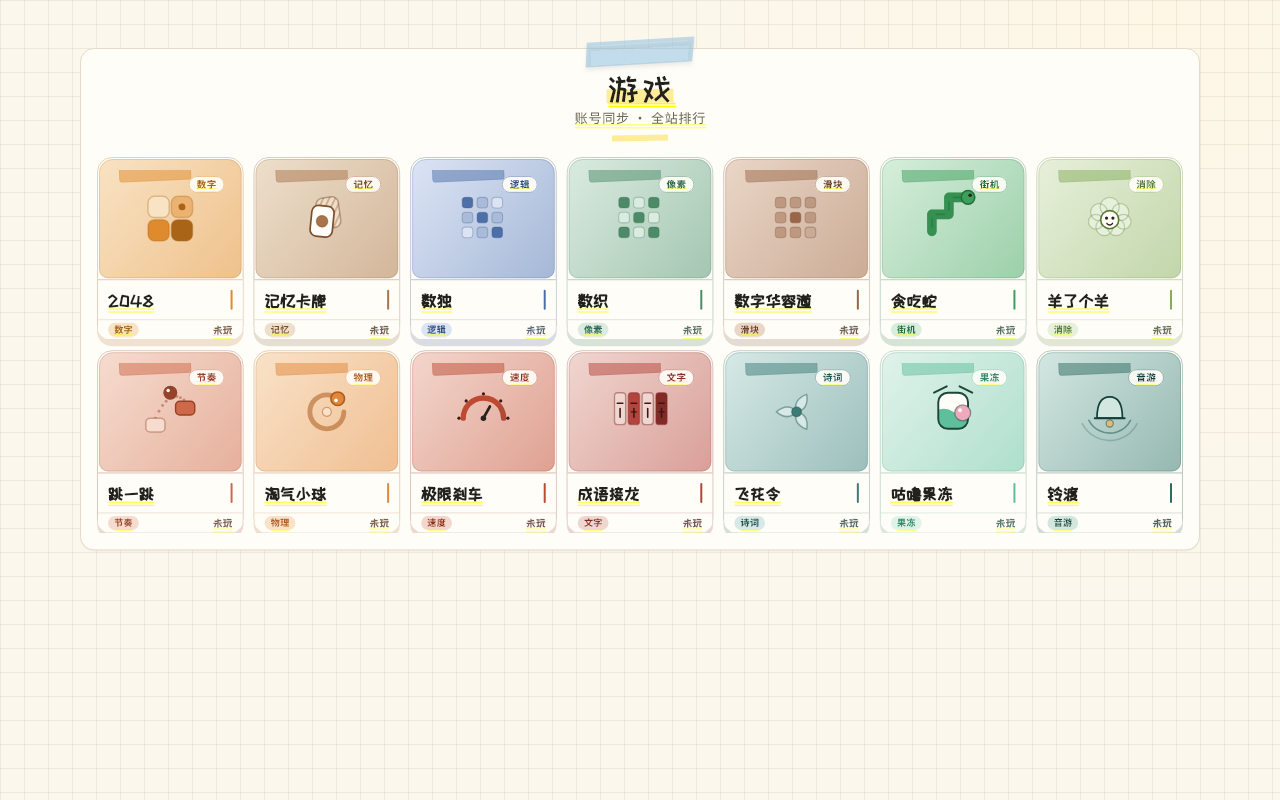 游戏
账号同步 · 全站排行
数字
记忆
逻辑
像素
滑块
街机
消除
2048
记忆卡牌
数独
数织
数字华容道
贪吃蛇
羊了个羊
数字 未玩
记忆 未玩
逻辑 未玩
像素 未玩
滑块 未玩
街机 未玩
消除 未玩
节奏
物理
速度
文字
诗词
果冻
音游
跳一跳
淘气小球
极限刹车
成语接龙
飞花令
咕噜果冻
铃渡
节奏 未玩
物理 未玩
速度 未玩
文字 未玩
诗词 未玩
果冻 未玩
音游 未玩